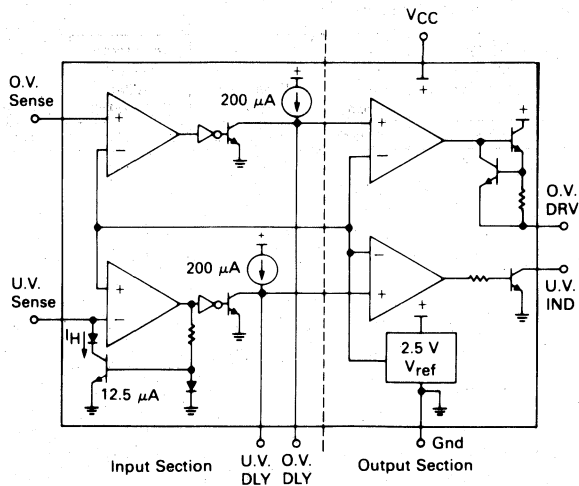 VCC
O.V.
Sense
200 μA
+
+
+
−
+
−
+
O.V.
DRV
200 μA
+
U.V.
Sense
+
−
−
+
U.V.
IND
IH
12.5 μA
+
2.5 V
Vref
Gnd
Input Section
U.V.
DLY
O.V.
DLY
Output Section